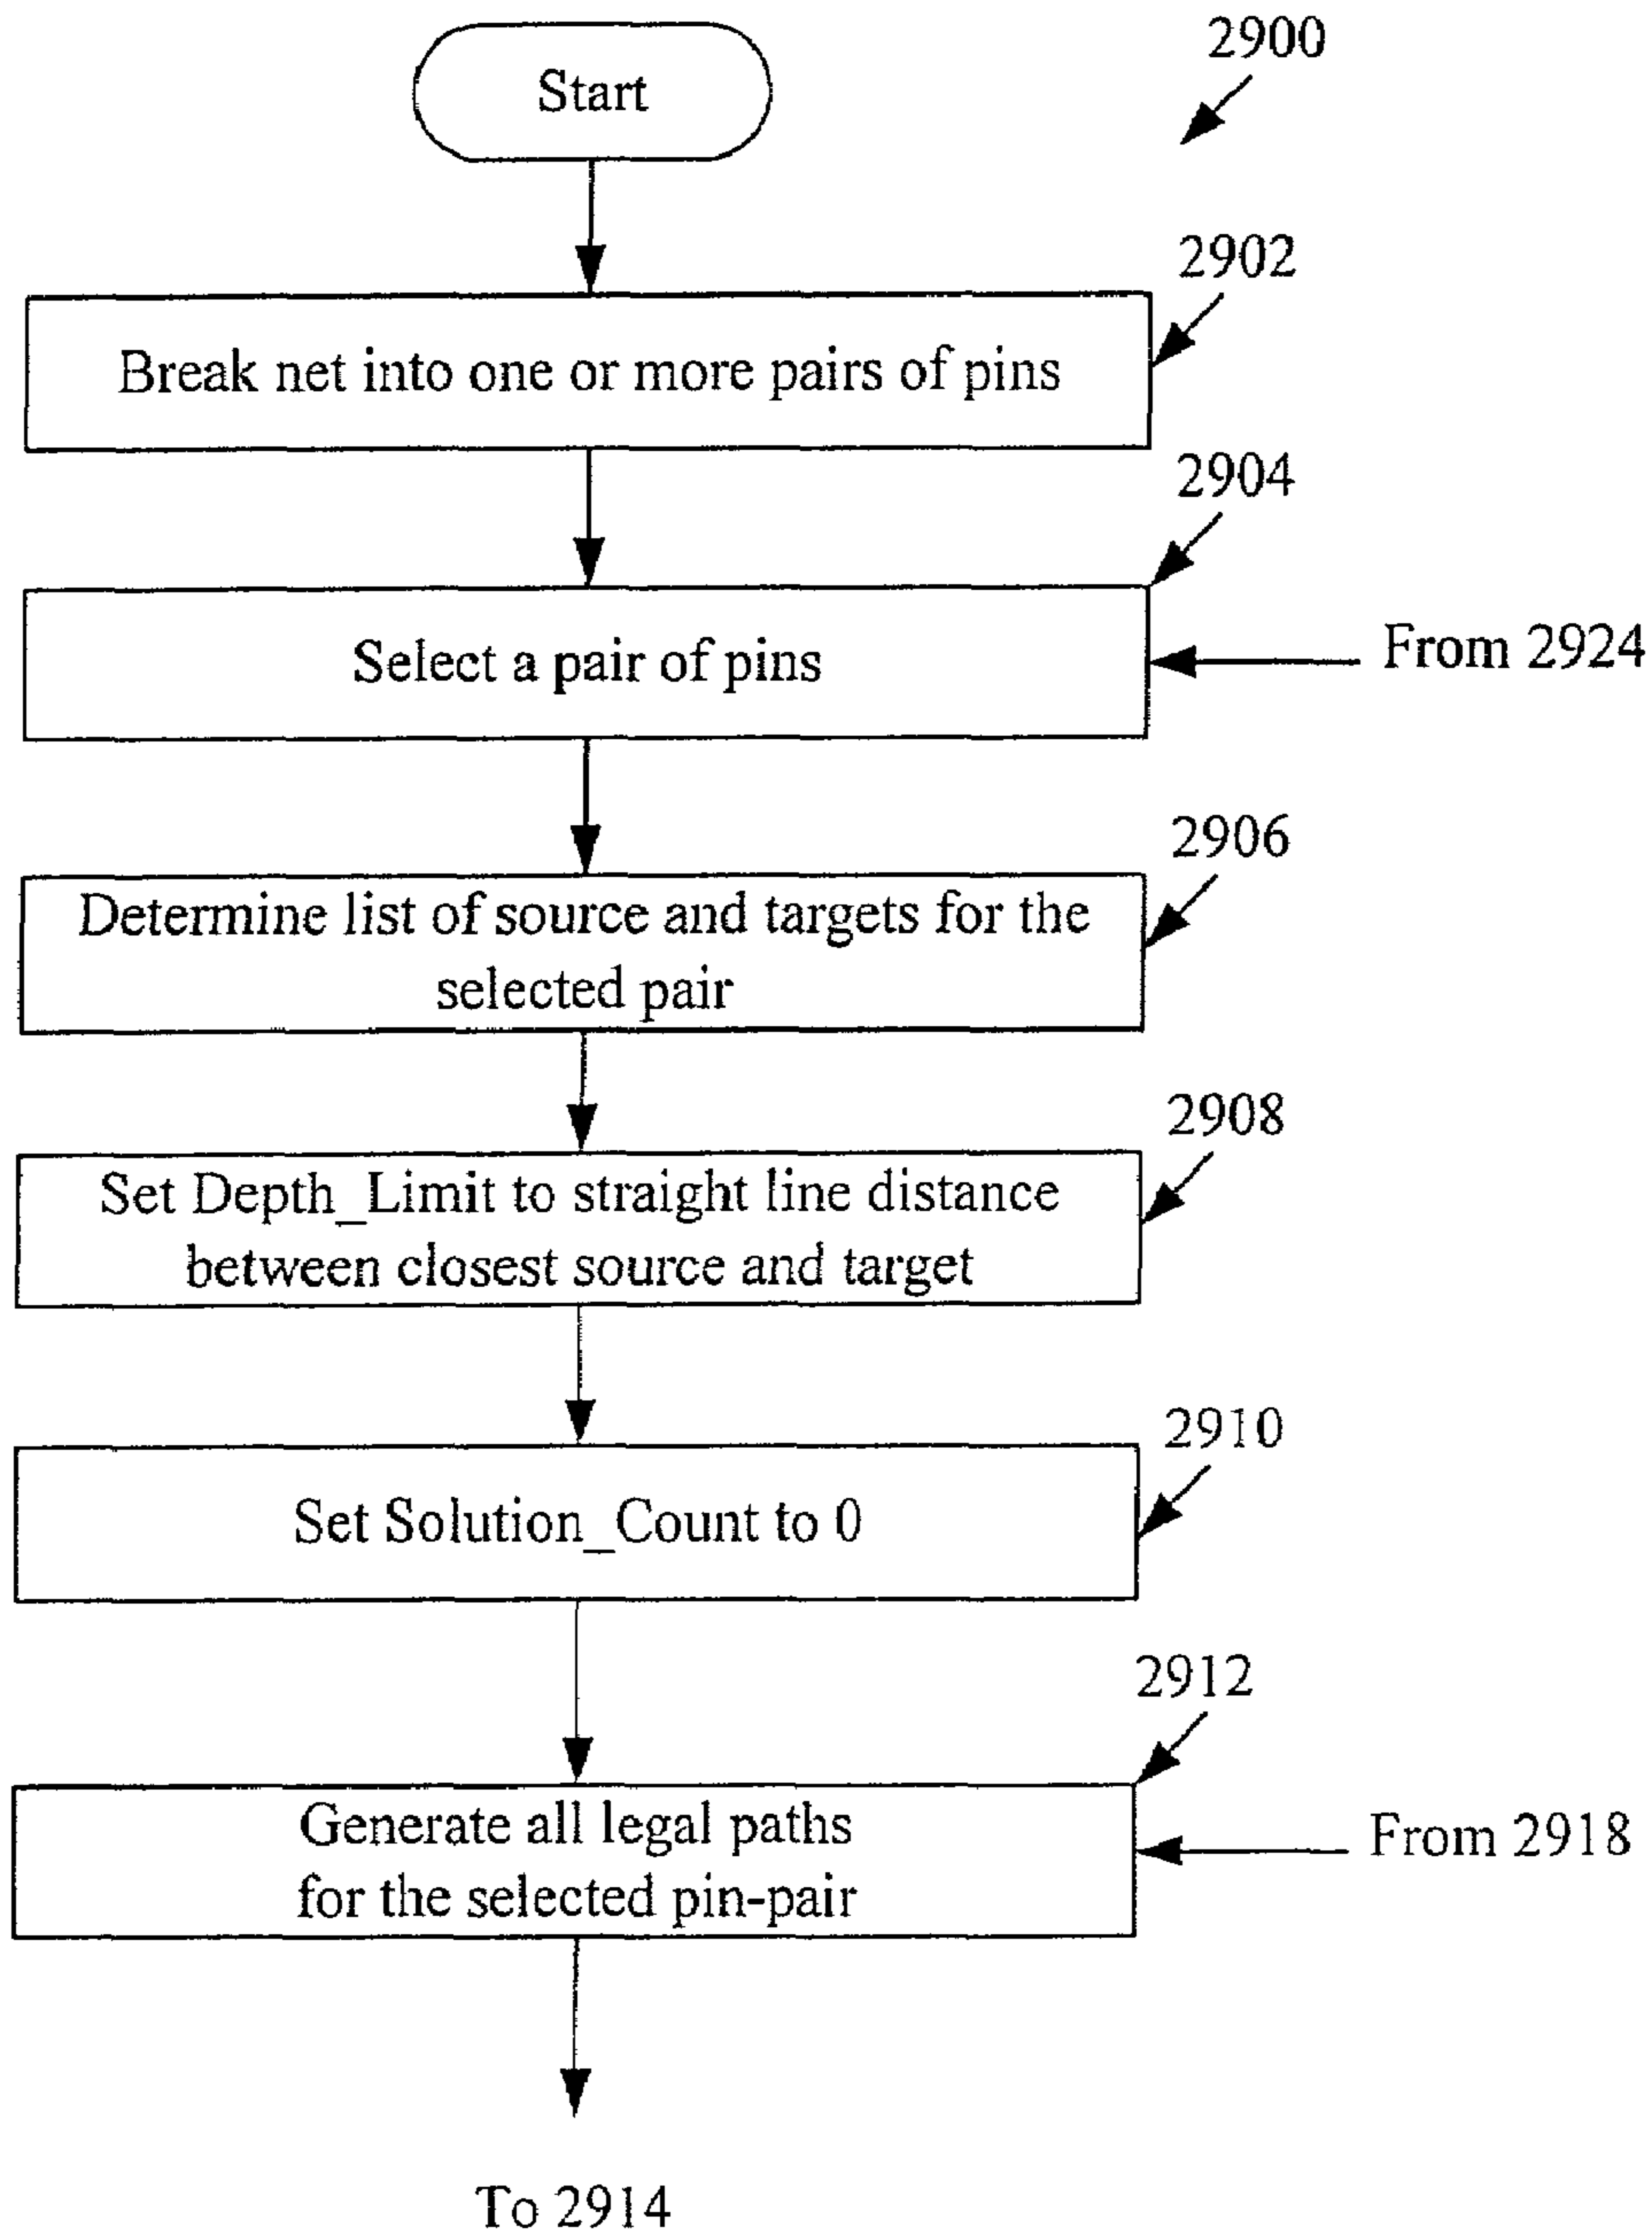 Start
2900
2902
Break net into one or more pairs of pins
2904
Select a pair of pins
From 2924
2906
Determine list of source and targets for the
selected pair
2908
Set Depth_Limit to straight line distance
between closest source and target
2910
Set Solution_Count to 0
2912
Generate all legal paths
for the selected pin-pair
From 2918
To 2914